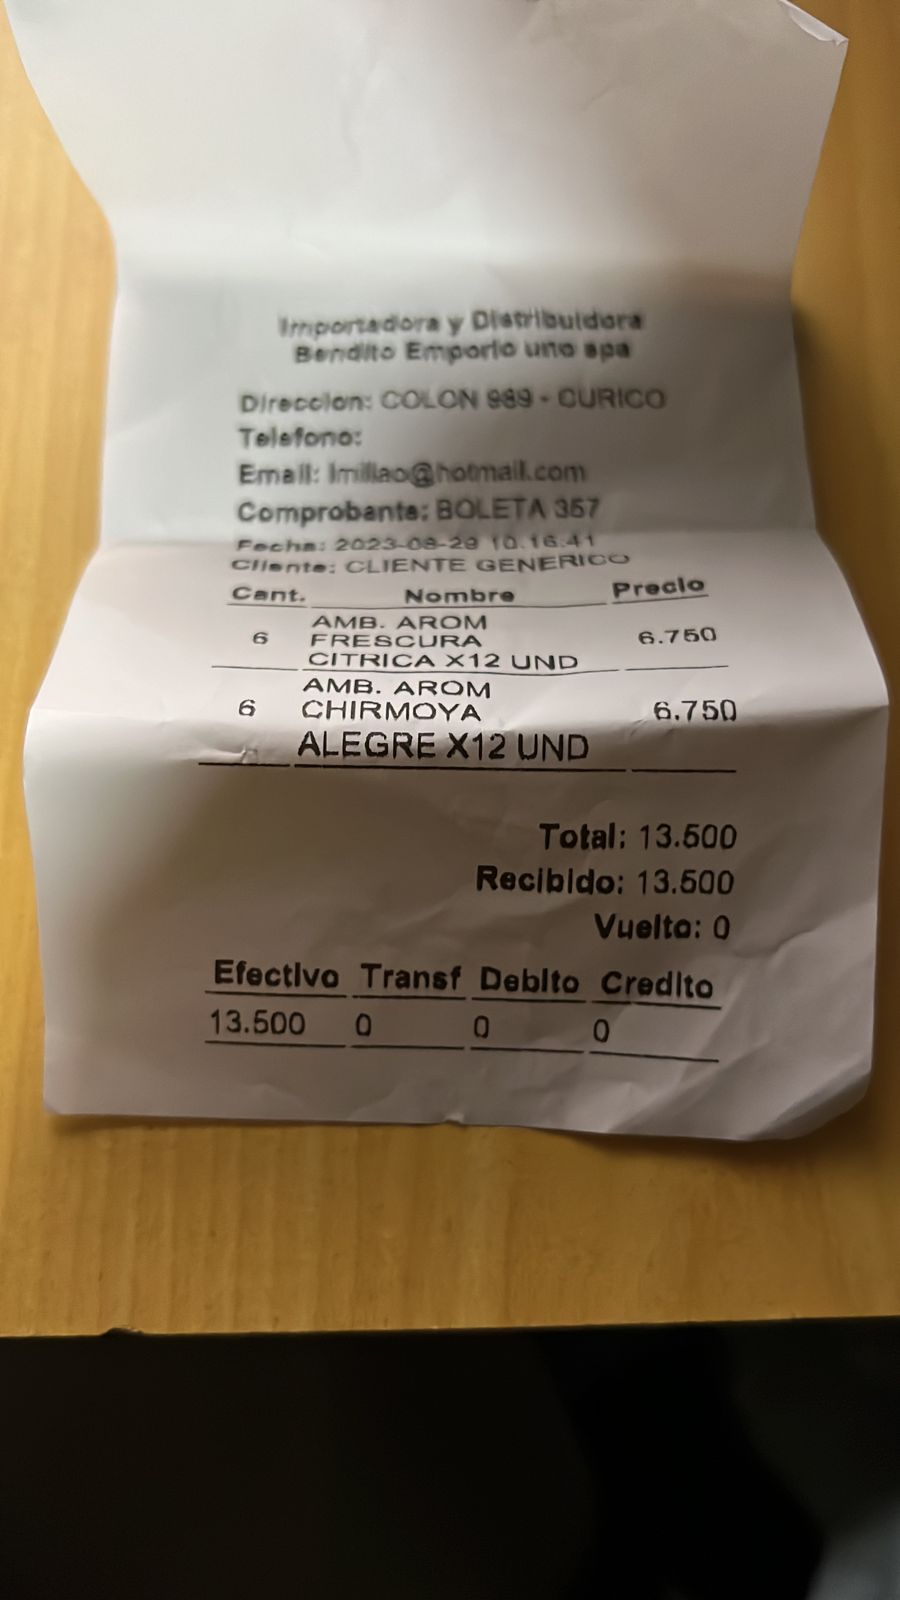 Importadora y Distribuidora
Bendito Emporio uno spa
Direccion: COLON 989 - CURICO
Telefono:
Email: lmillao@hotmail.com
Comprobante: BOLETA 357
Fecha: 2023-08-29 10:16:41
Cliente: CLIENTE GENERICO
Cant. Nombre Precio
AMB. AROM
6 FRESCURA 6.750
CITRICA X12 UND
AMB. AROM
6 CHIRMOYA 6.750
ALEGRE X12 UND
Total: 13.500
Recibido: 13.500
Vuelto: 0
Efectivo Transf Debito Credito
13.500 0 0 0